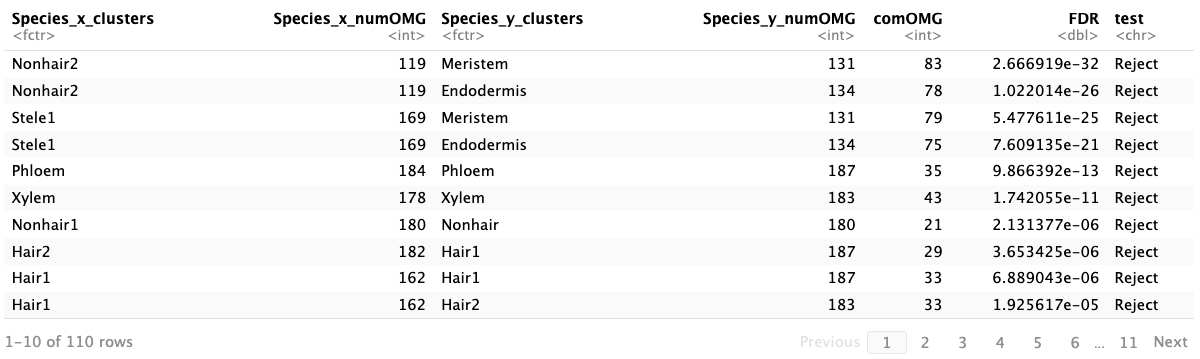 Species_x_clusters Species_x_numOMG Species_y_clusters Species_y_numOMG comOMG FDR test
<fctr> <int> <fctr> <int> <int> <dbl> <chr>
Nonhair2 119 Meristem 131 83 2.666919e-32 Reject
Nonhair2 119 Endodermis 134 78 1.022014e-26 Reject
Stele1 169 Meristem 131 79 5.477611e-25 Reject
Stele1 169 Endodermis 134 75 7.609135e-21 Reject
Phloem 184 Phloem 187 35 9.866392e-13 Reject
Xylem 178 Xylem 183 43 1.742055e-11 Reject
Nonhair1 180 Nonhair 180 21 2.131377e-06 Reject
Hair2 182 Hair1 187 29 3.653425e-06 Reject
Hair1 162 Hair1 187 33 6.889043e-06 Reject
Hair1 162 Hair2 183 33 1.925617e-05 Reject
1-10 of 110 rows Previous 1 2 3 4 5 6 ... 11 Next